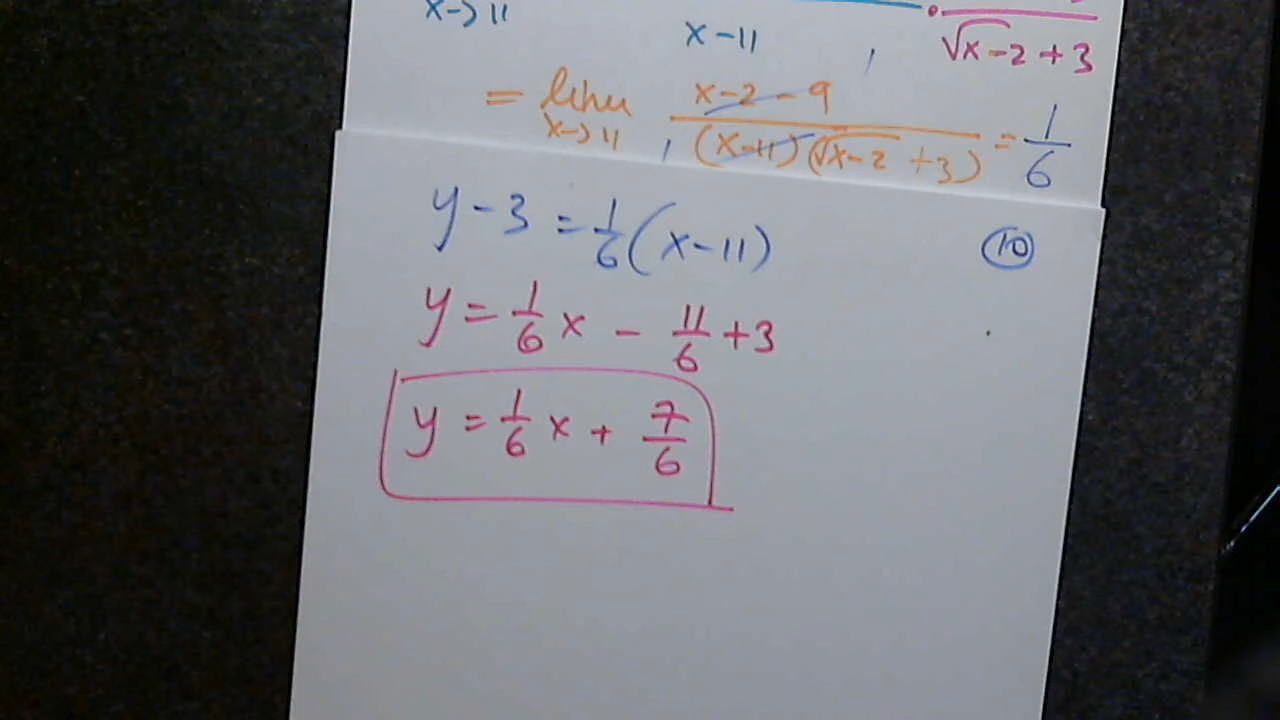 x→11 x-11 √x-2 + 3
= lim x→11 x-2-9 / (x-11)(√x-2 + 3) = 1/6
y-3 = 1/6 (x-11) 10
y = 1/6 x - 11/6 + 3
y = 1/6 x + 7/6